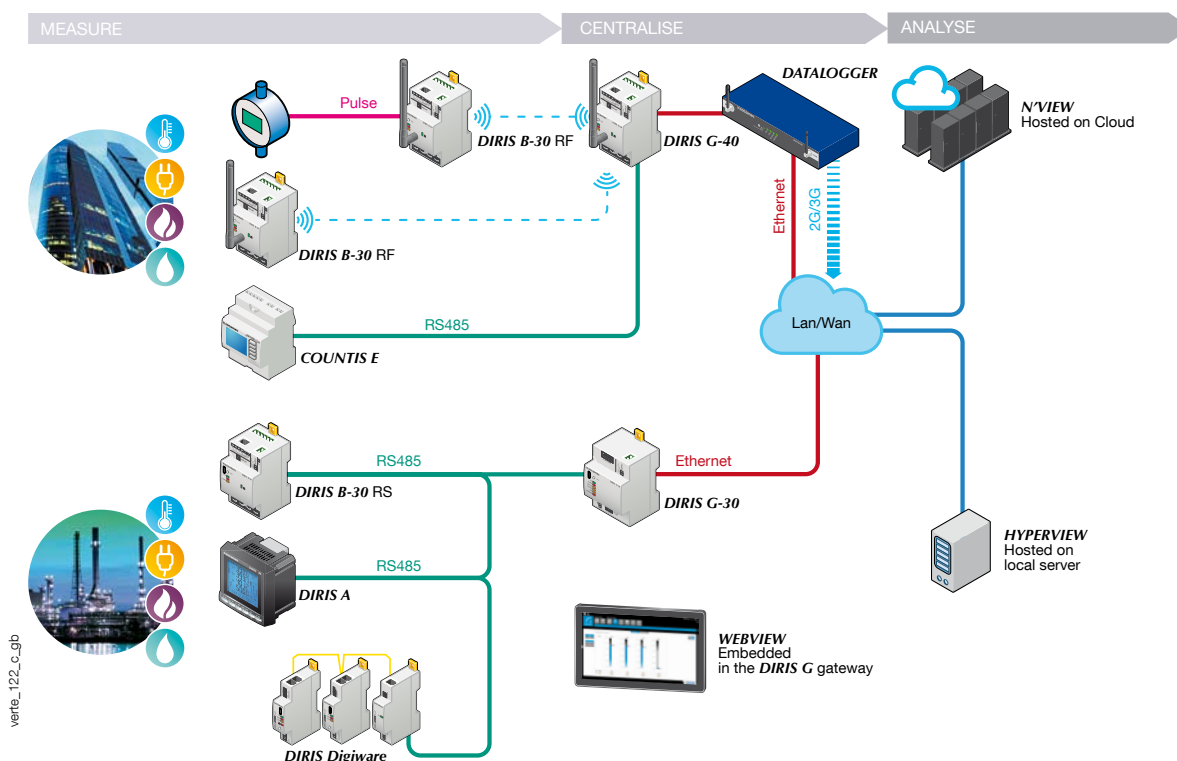 MEASURE
CENTRALISE
ANALYSE
DATALOGGER
Pulse
N'VIEW
Hosted on Cloud
DIRIS B-30 RF
DIRIS G-40
Ethernet
2G/3G
DIRIS B-30 RF
Lan/Wan
RS485
COUNTIS E
RS485
Ethernet
DIRIS B-30 RS
DIRIS G-30
HYPERVIEW
Hosted on
local server
RS485
DIRIS A
WEBVIEW
Embedded
in the DIRIS G gateway
DIRIS Digiware
verte_122_c_gb